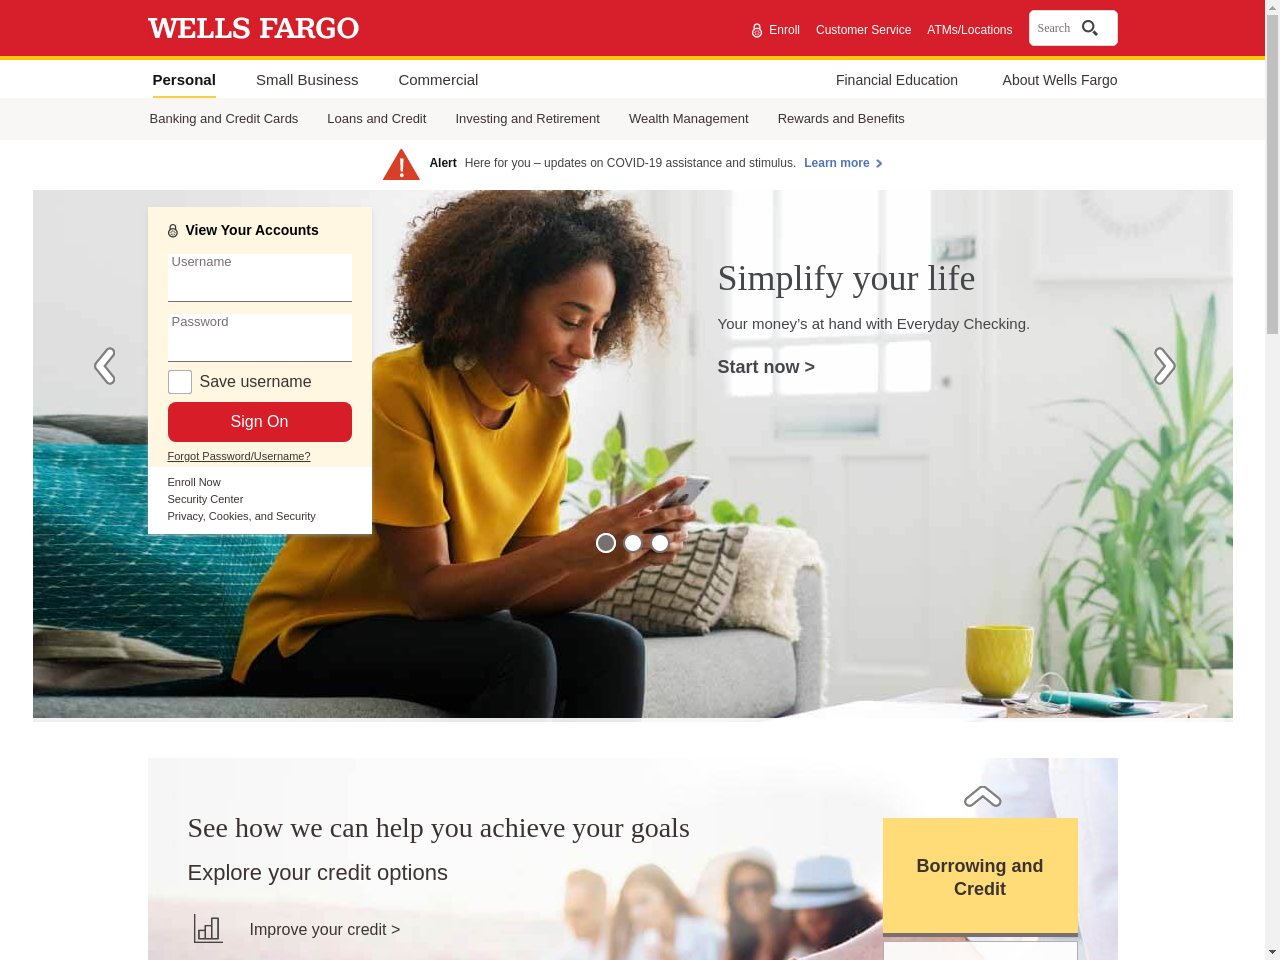 WELLS FARGO
Enroll
Customer Service
ATMs/Locations
Search
Personal
Small Business
Commercial
Financial Education
About Wells Fargo
Banking and Credit Cards
Loans and Credit
Investing and Retirement
Wealth Management
Rewards and Benefits
Alert Here for you – updates on COVID-19 assistance and stimulus. Learn more
View Your Accounts
Username
Password
Save username
Sign On
Forgot Password/Username?
Enroll Now
Security Center
Privacy, Cookies, and Security
Simplify your life
Your money’s at hand with Everyday Checking.
Start now >
See how we can help you achieve your goals
Explore your credit options
Improve your credit >
Borrowing and
Credit